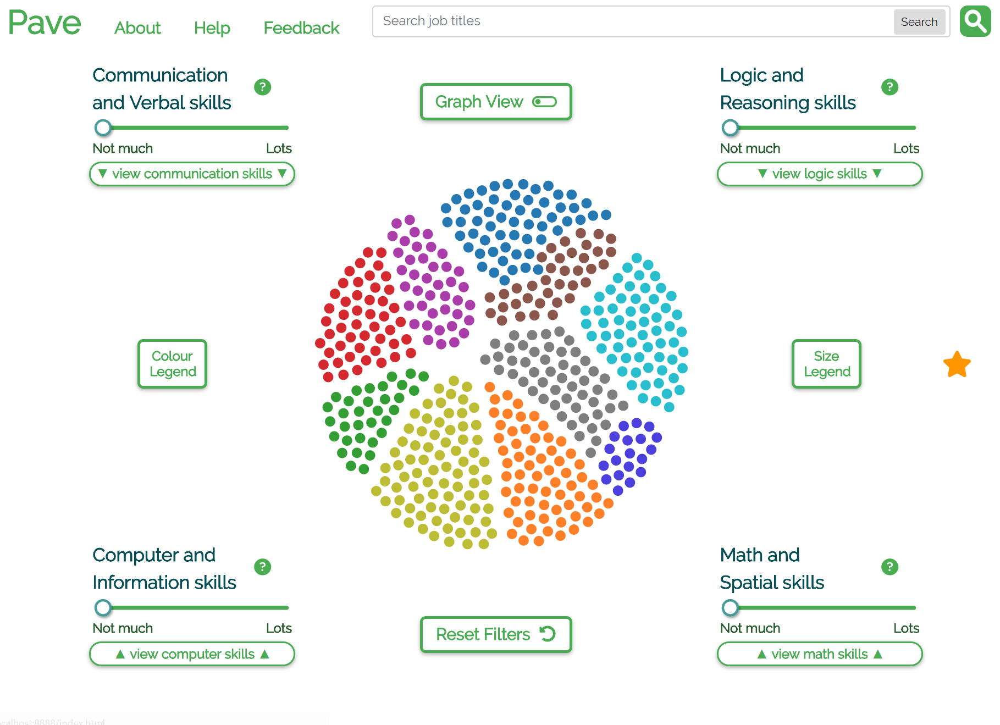 Pave
About
Help
Feedback
Search job titles
Search
Communication
and Verbal skills
?
Not much
Lots
▼ view communication skills ▼
Graph View
Logic and
Reasoning skills
?
Not much
Lots
▼ view logic skills ▼
Colour
Legend
Size
Legend
Computer and
Information skills
?
Not much
Lots
▲ view computer skills ▲
Reset Filters
Math and
Spatial skills
?
Not much
Lots
▲ view math skills ▲
calhost:8888/index.html